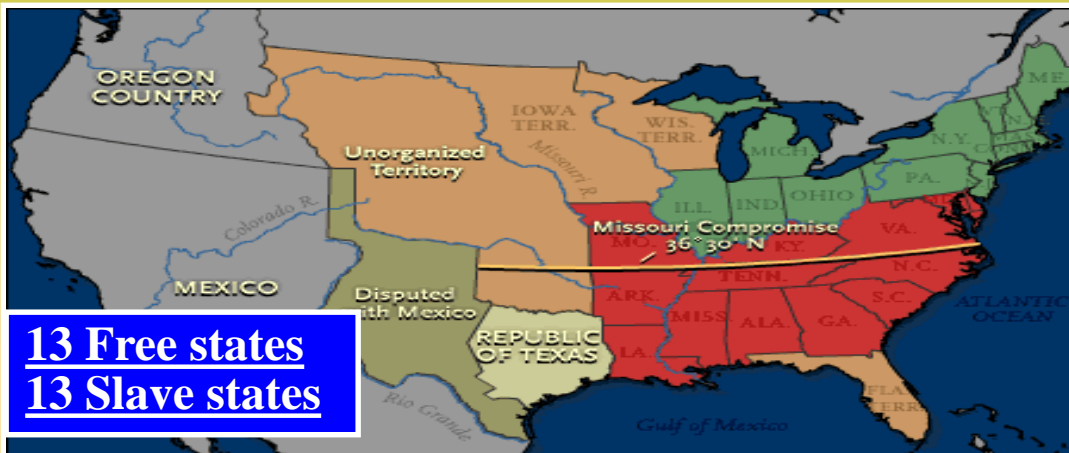 OREGON
COUNTRY
IOWA
TERR.
WIS.
TERR.
ME.
N.Y.
MICH.
CONN.
Unorganized
Territory
Missouri R.
PA.
ILL.
IND.
OHIO
Colorado R.
Missouri Compromise
36°30' N
MO.
KY.
VA.
MEXICO
TENN.
N.C.
Disputed
with Mexico
ARK.
S.C.
ATLANTIC
OCEAN
MISS.
ALA.
GA.
REPUBLIC
OF TEXAS
LA.
13 Free states
13 Slave states
FLA.
TERR.
Rio Grande
Gulf of Mexico